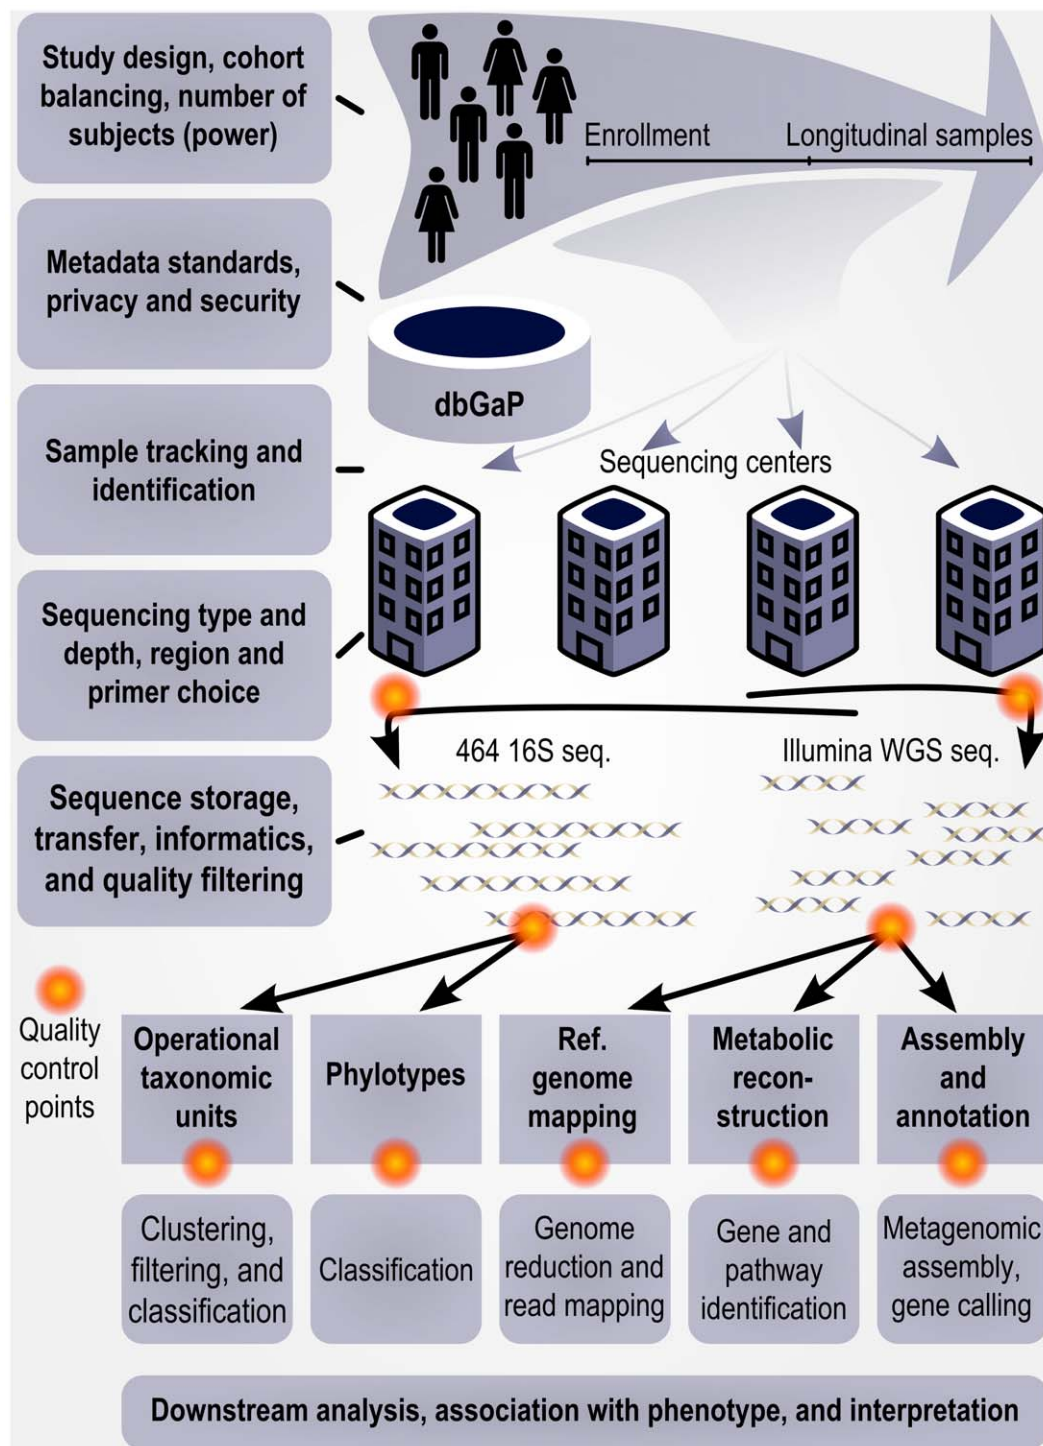 Study design, cohort
balancing, number of
subjects (power)
Enrollment
Longitudinal samples
Metadata standards,
privacy and security
dbGaP
Sample tracking and
identification
Sequencing centers
Sequencing type and
depth, region and
primer choice
464 16S seq.
Illumina WGS seq.
Sequence storage,
transfer, informatics,
and quality filtering
Quality
control
points
Operational
taxonomic
units
Phylotypes
Ref.
genome
mapping
Metabolic
recon-
struction
Assembly
and
annotation
Clustering,
filtering, and
classification
Classification
Genome
reduction and
read mapping
Gene and
pathway
identification
Metagenomic
assembly,
gene calling
Downstream analysis, association with phenotype, and interpretation